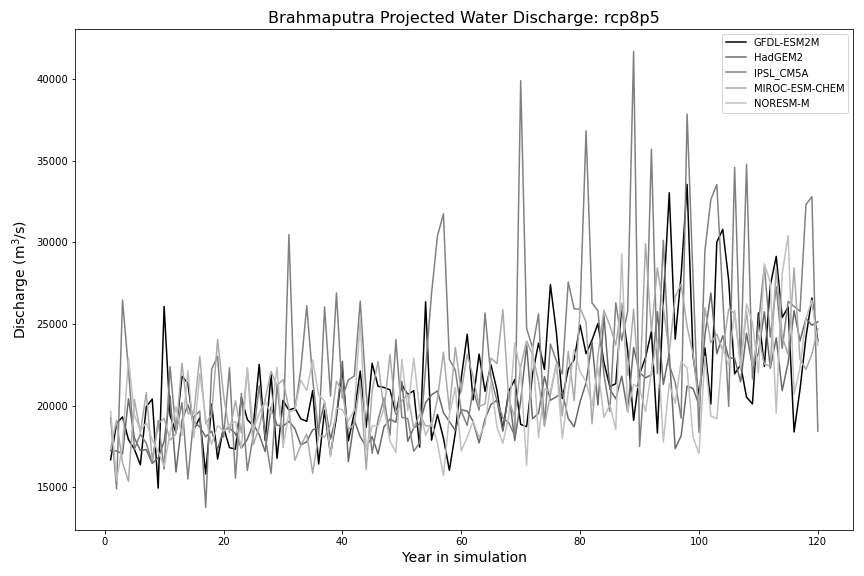 Brahmaputra Projected Water Discharge: rcp8p5
GFDL-ESM2M
HadGEM2
IPSL_CM5A
MIROC-ESM-CHEM
NORESM-M
Discharge (m³/s)
40000
35000
30000
25000
20000
15000
0 20 40 60 80 100 120
Year in simulation